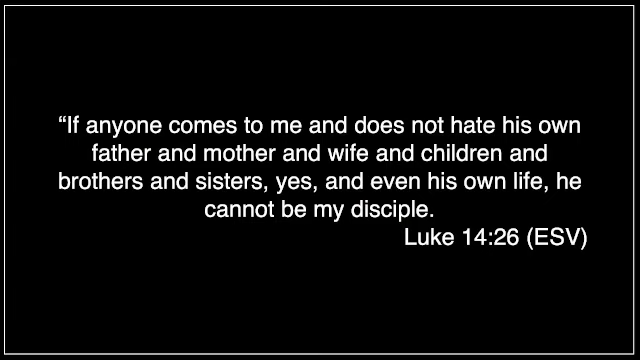 “If anyone comes to me and does not hate his own
father and mother and wife and children and
brothers and sisters, yes, and even his own life, he
cannot be my disciple.
Luke 14:26 (ESV)